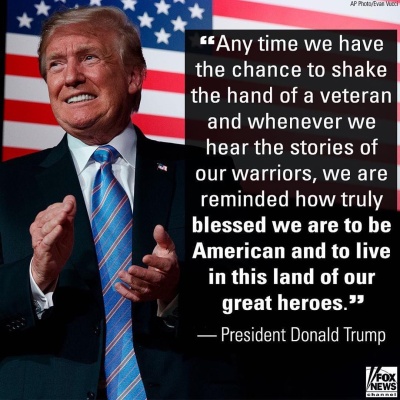 AP Photo/Evan Vucci
“Any time we have
the chance to shake
the hand of a veteran
and whenever we
hear the stories of
our warriors, we are
reminded how truly
blessed we are to be
American and to live
in this land of our
great heroes.”
— President Donald Trump
FOX
NEWS
channel